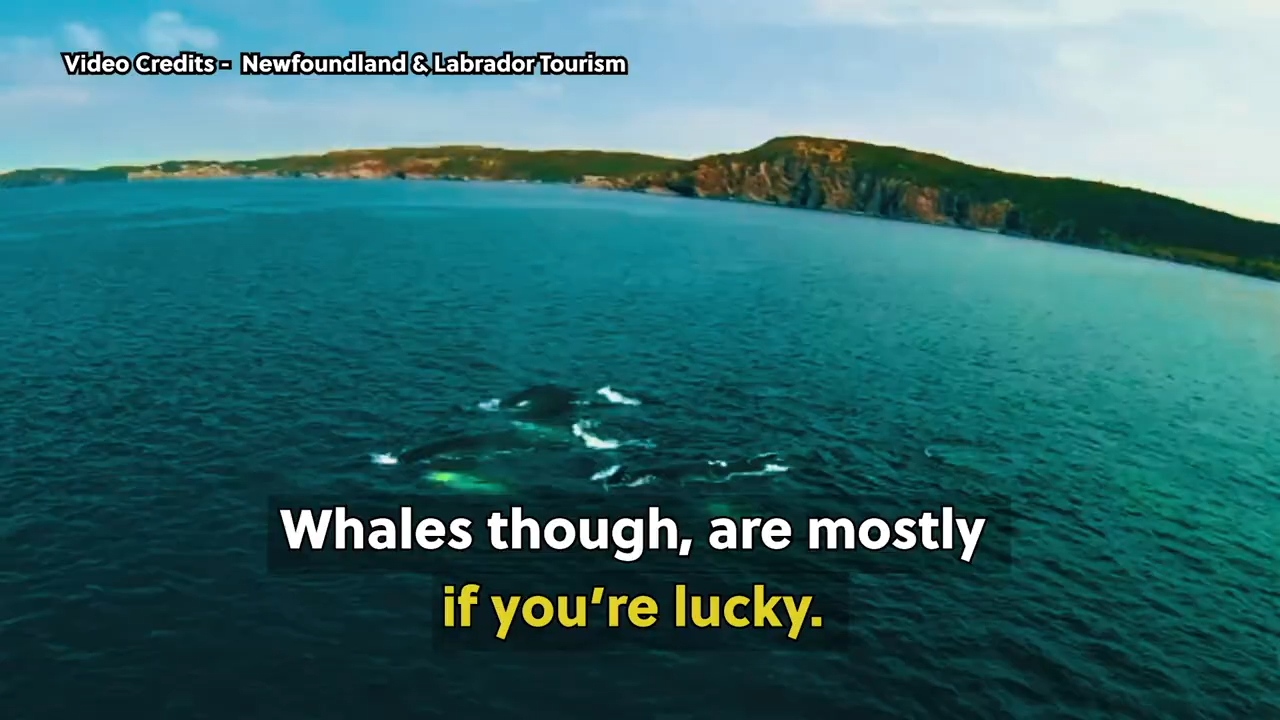 Video Credits -  Newfoundland & Labrador Tourism
Whales though, are mostly
if you're lucky.